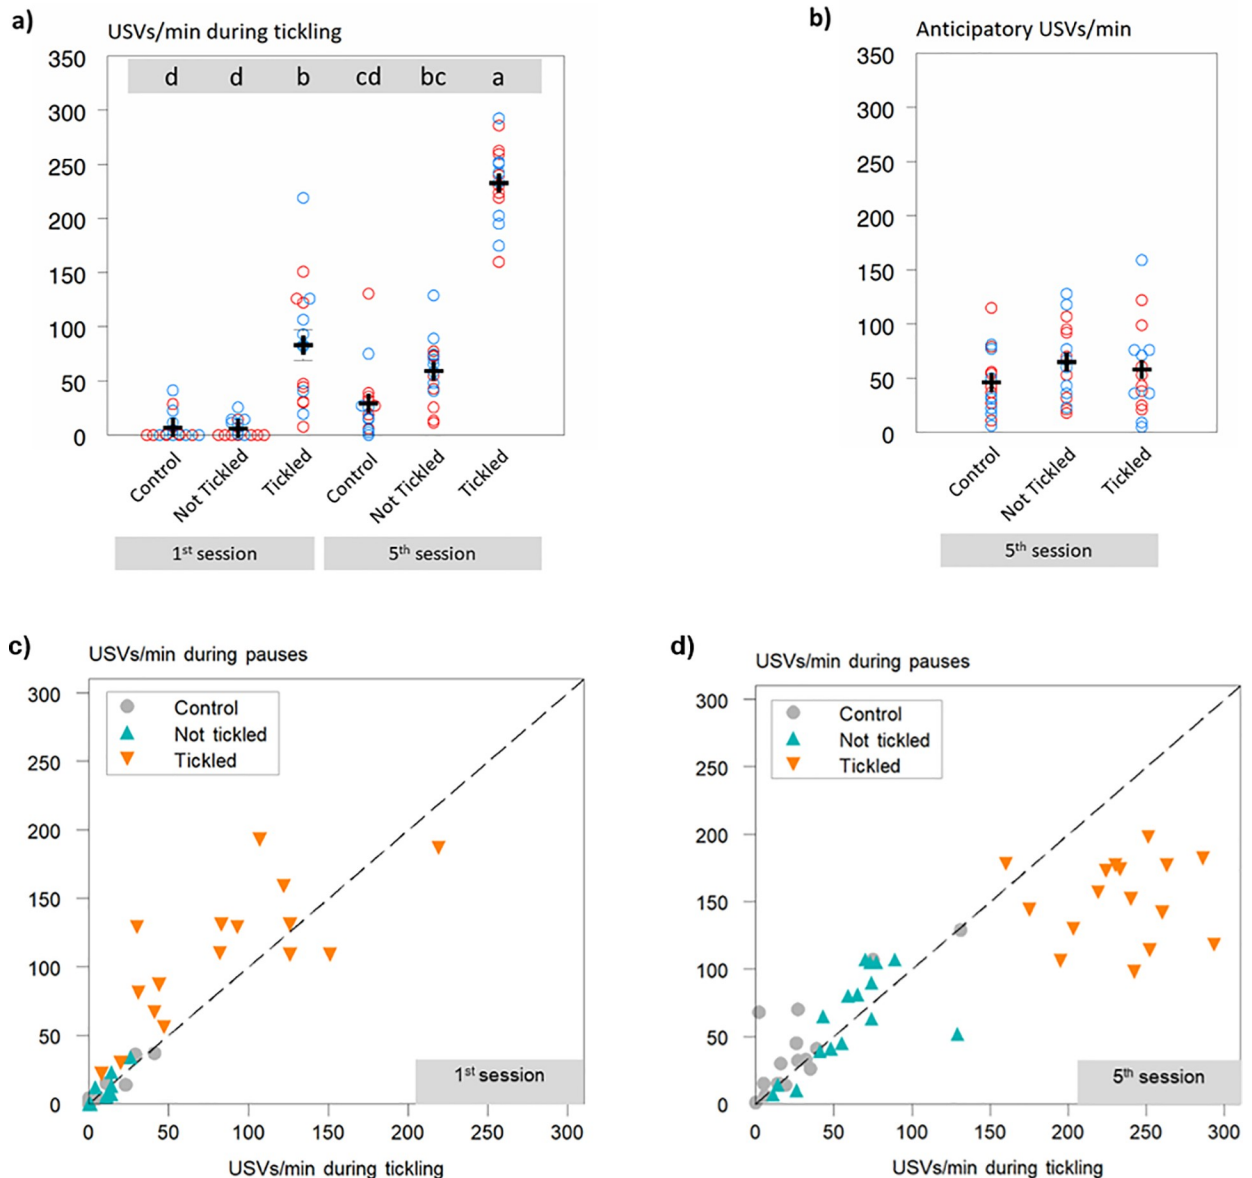 a)
USVs/min during tickling
350
300
250
200
150
100
50
0
d d b cd bc a
Control Not Tickled Tickled Control Not Tickled Tickled
1st session 5th session
b)
Anticipatory USVs/min
350
300
250
200
150
100
50
0
Control Not Tickled Tickled
5th session
c)
USVs/min during pauses
300
250
200
150
100
50
0
Control
Not tickled
Tickled
1st session
0 50 100 150 200 250 300
USVs/min during tickling
d)
USVs/min during pauses
300
250
200
150
100
50
0
Control
Not tickled
Tickled
5th session
0 50 100 150 200 250 300
USVs/min during tickling